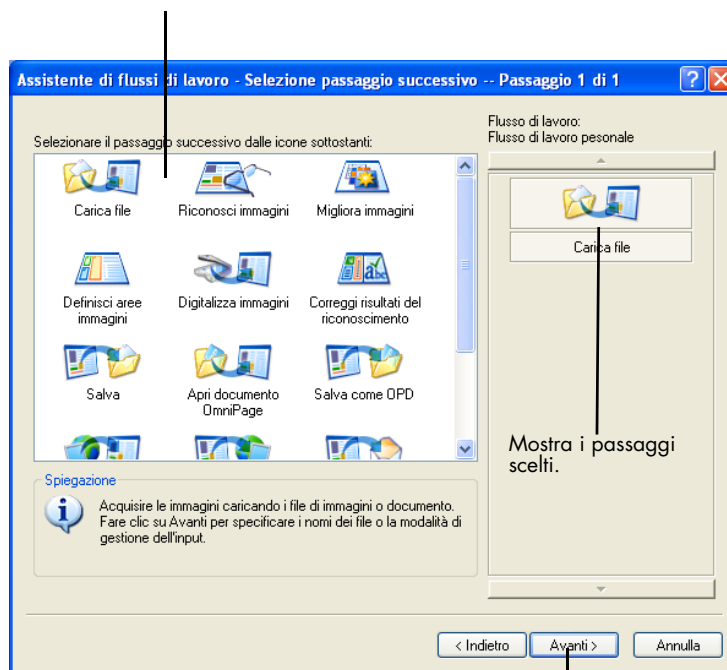 Assistente di flussi di lavoro - Selezione passaggio successivo -- Passaggio 1 di 1
Selezionare il passaggio successivo dalle icone sottostanti:
Carica file
Riconosci immagini
Migliora immagini
Definisci aree
immagini
Digitalizza immagini
Correggi risultati del
riconoscimento
Salva
Apri documento
OmniPage
Salva come OPD
Spiegazione
Acquisire le immagini caricando i file di immagini o documento.
Fare clic su Avanti per specificare i nomi dei file o la modalità di
gestione dell'input.
Flusso di lavoro:
Flusso di lavoro pesonale
Carica file
Mostra i passaggi
scelti.
< Indietro
Avanti >
Annulla